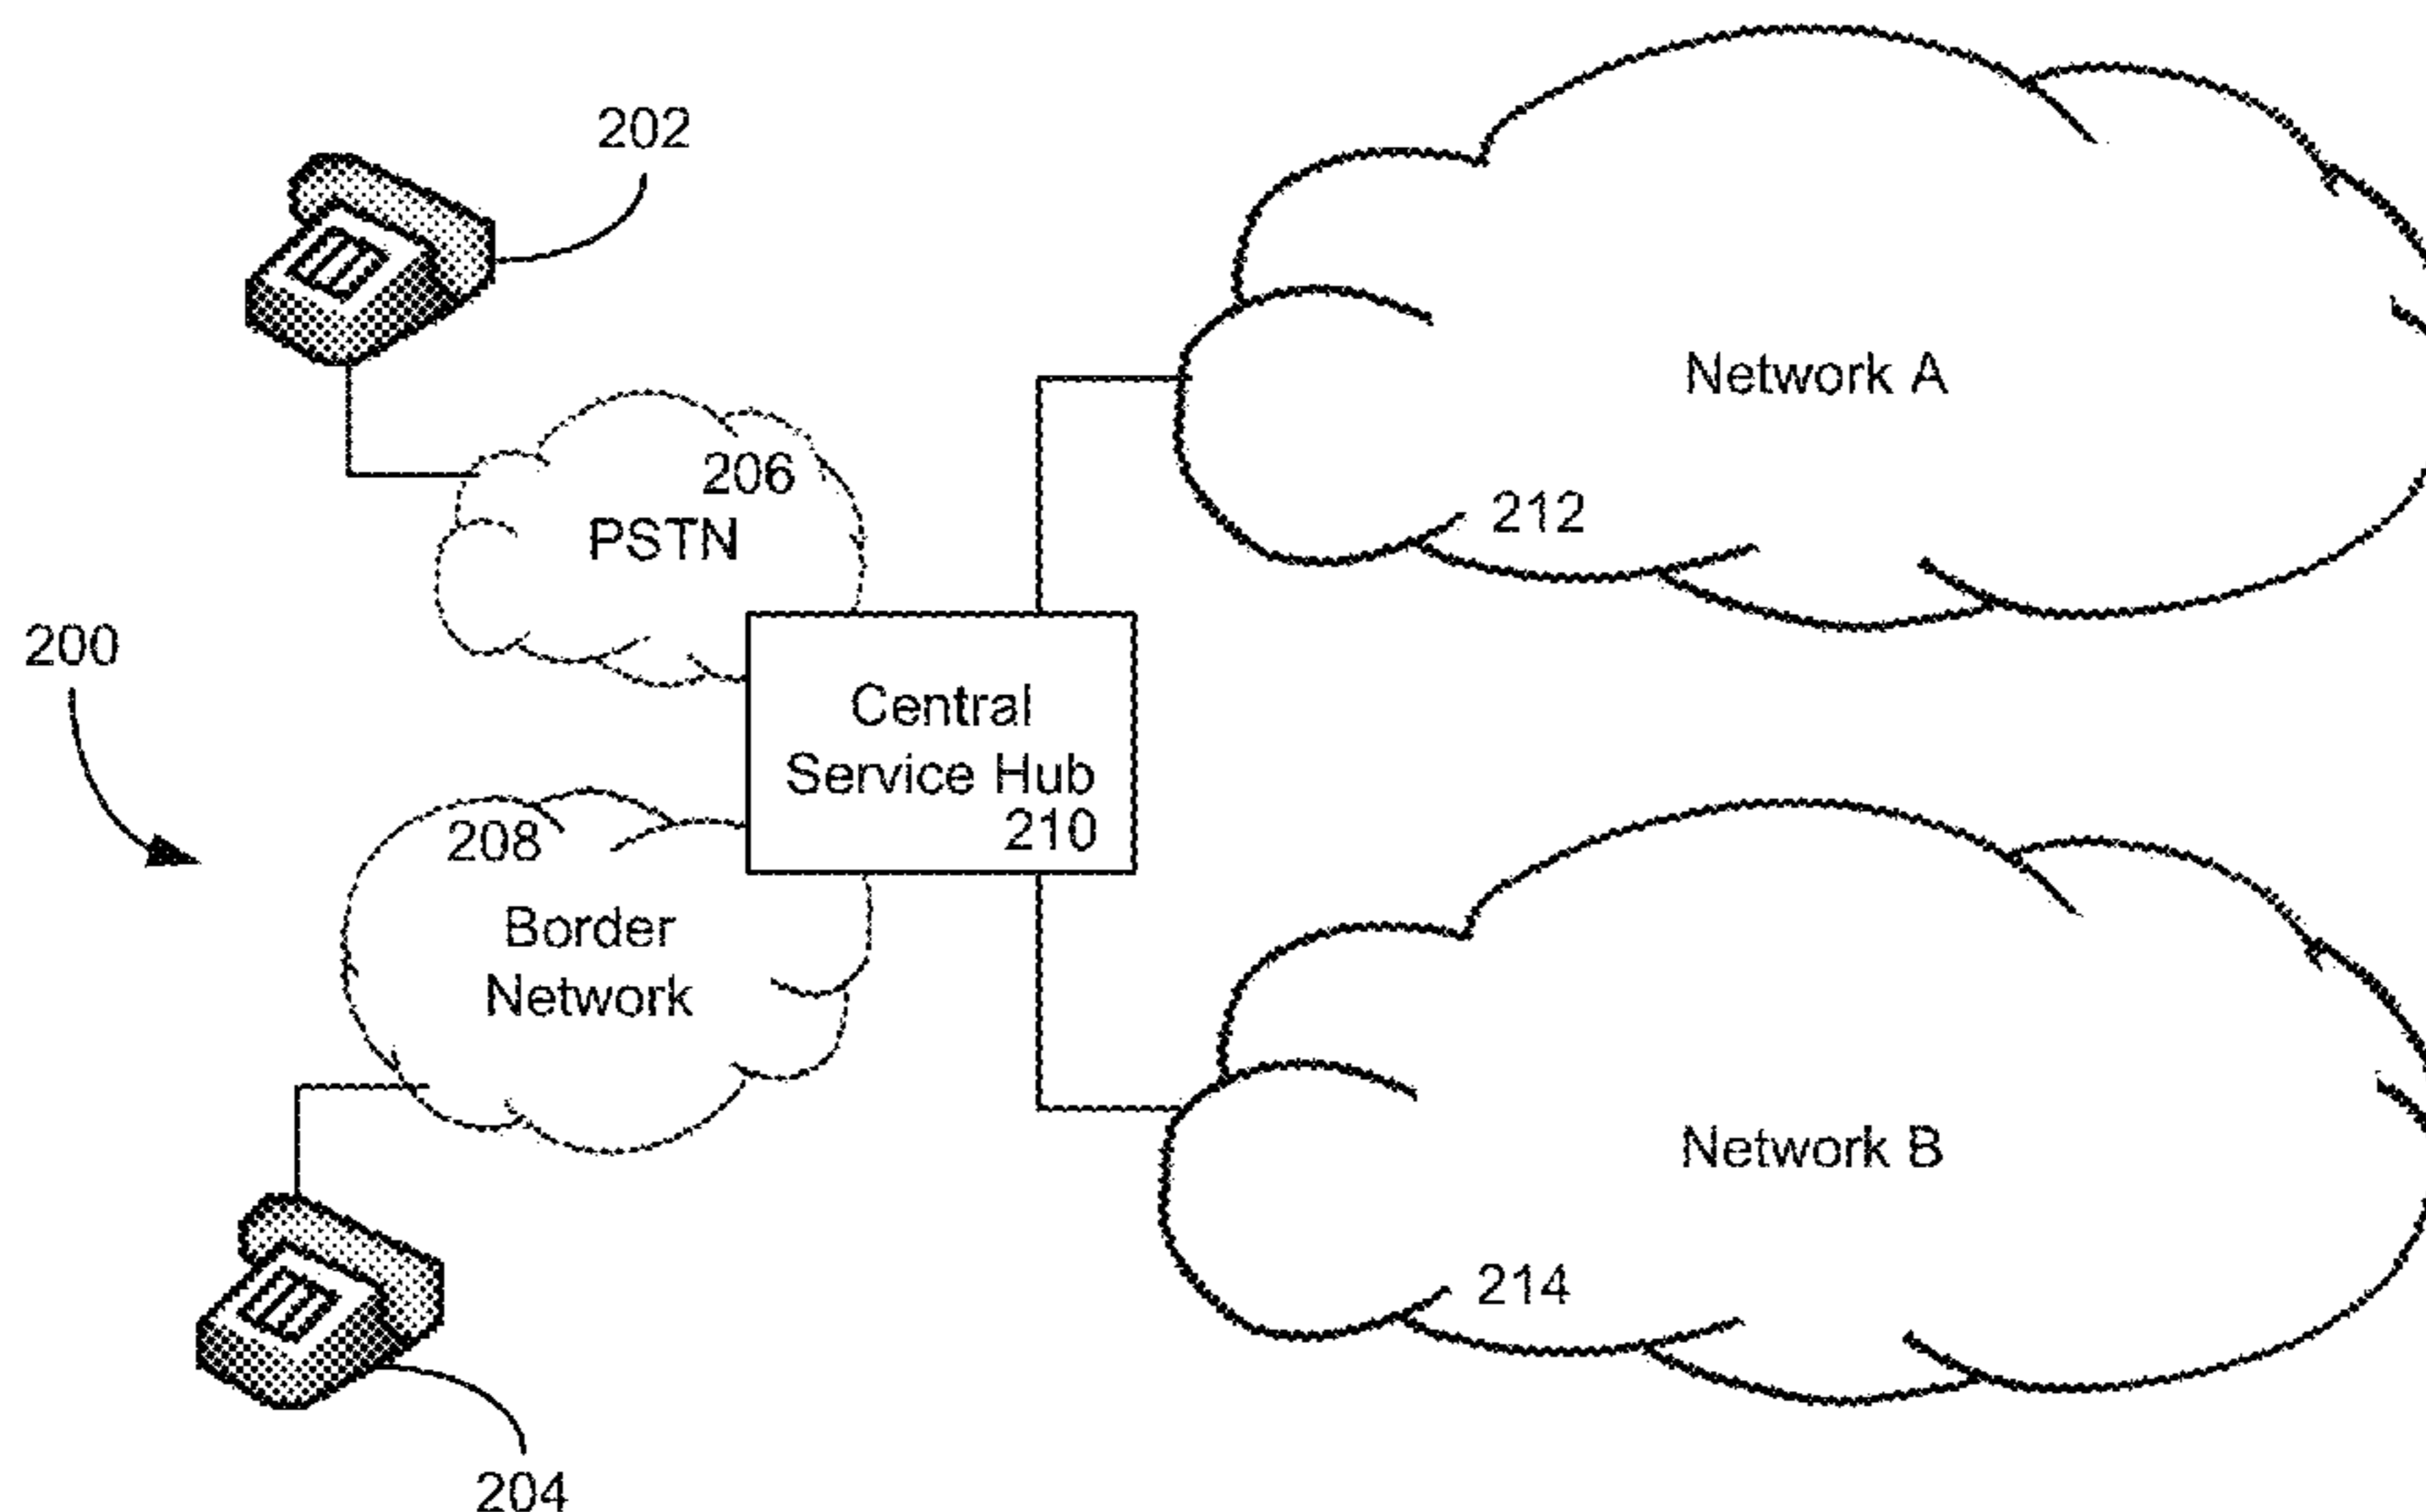 202
206
PSTN
Network A
212
200
Central
Service Hub
210
208
Border
Network
Network B
214
204